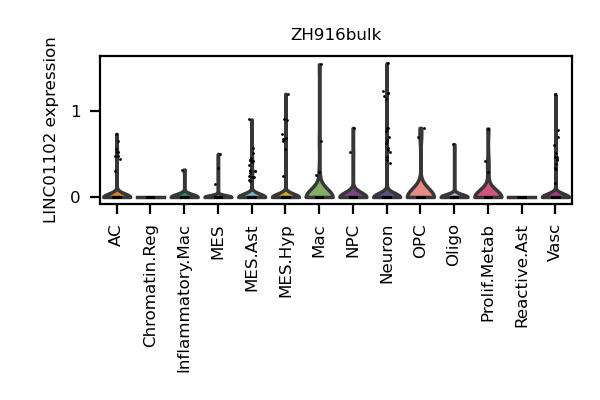 ZH916bulk
LINC01102 expression
1
0
AC
Chromatin.Reg
Inflammatory.Mac
MES
MES.Ast
MES.Hyp
Mac
NPC
Neuron
OPC
Oligo
Prolif.Metab
Reactive.Ast
Vasc